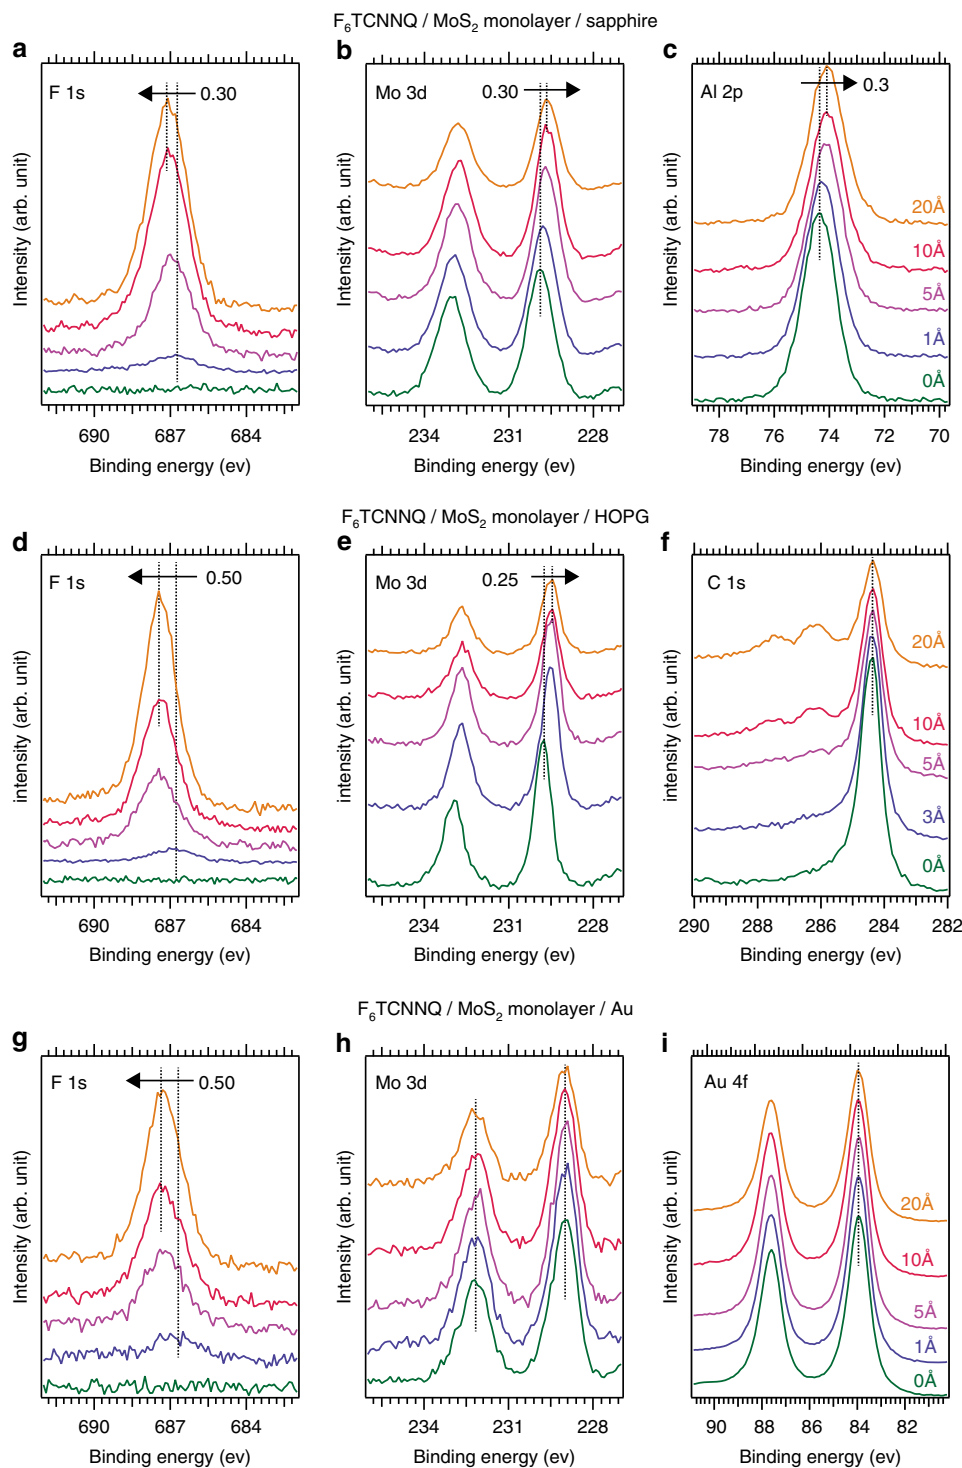 F6TCNNQ / MoS2 monolayer / sapphire
a
b
c
F 1s
0.30
Mo 3d
0.30
Al 2p
0.3
20Å
10Å
5Å
1Å
0Å
Intensity (arb. unit)
Intensity (arb. unit)
Intensity (arb. unit)
690 687 684
234 231 228
78 76 74 72 70
Binding energy (ev)
Binding energy (ev)
Binding energy (ev)
F6TCNNQ / MoS2 monolayer / HOPG
d
e
f
F 1s
0.50
Mo 3d
0.25
C 1s
20Å
10Å
5Å
3Å
0Å
intensity (arb. unit)
intensity (arb. unit)
Intensity (arb. unit)
690 687 684
234 231 228
290 288 286 284 282
Binding energy (ev)
Binding energy (ev)
Binding energy (ev)
F6TCNNQ / MoS2 monolayer / Au
g
h
i
F 1s
0.50
Mo 3d
Au 4f
20Å
10Å
5Å
1Å
0Å
Intensity (arb. unit)
Intensity (arb. unit)
Intensity (arb. unit)
690 687 684
234 231 228
90 88 86 84 82
Binding energy (ev)
Binding energy (ev)
Binding energy (ev)